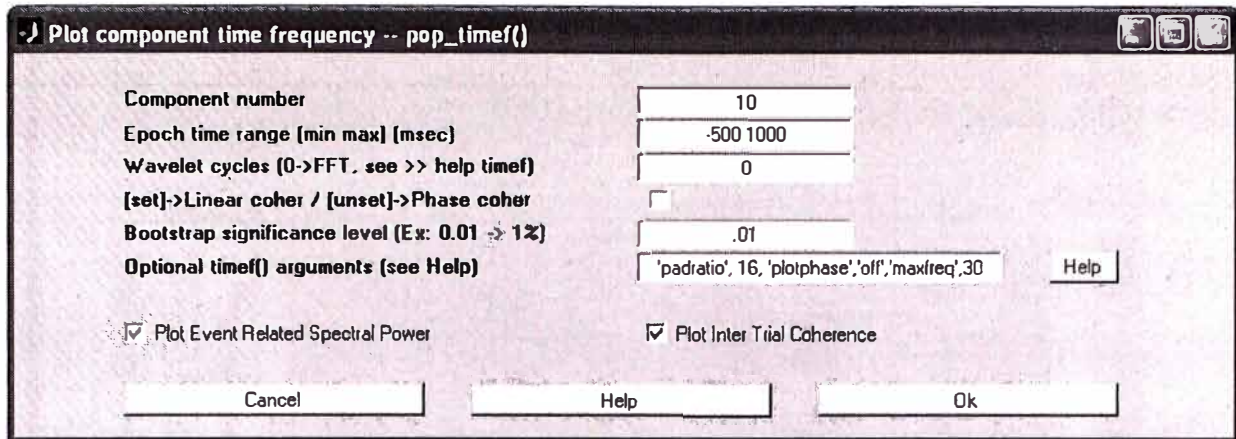 Plot component time frequency -- pop_timef()
Component number 10
Epoch time range [min max] (msec) -500 1000
Wavelet cycles (0->FFT, see >> help timef) 0
[set]->Linear coher / [unset]->Phase coher
Bootstrap significance level (Ex: 0.01 -> 1%) .01
Optional timef() arguments (see Help) 'padratio', 16, 'plotphase','off','maxfreq',30 Help
Plot Event Related Spectral Power Plot Inter Trial Coherence
Cancel Help Ok